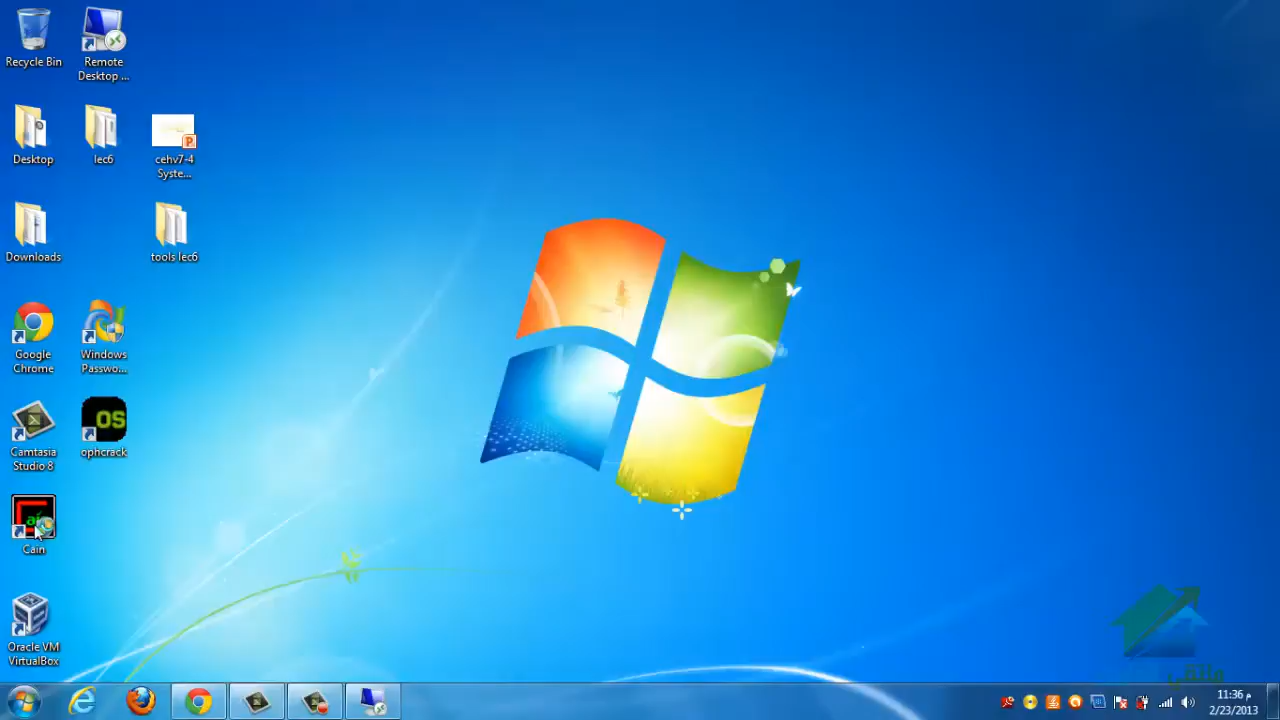 Recycle Bin
Remote
Desktop ...
Desktop
lec6
cehv7-4
Syste...
Downloads
tools lec6
Google
Chrome
Windows
Passwo...
Camtasia
Studio 8
OS
ophcrack
Cain
Oracle VM
VirtualBox
11:36 م
2/23/2013